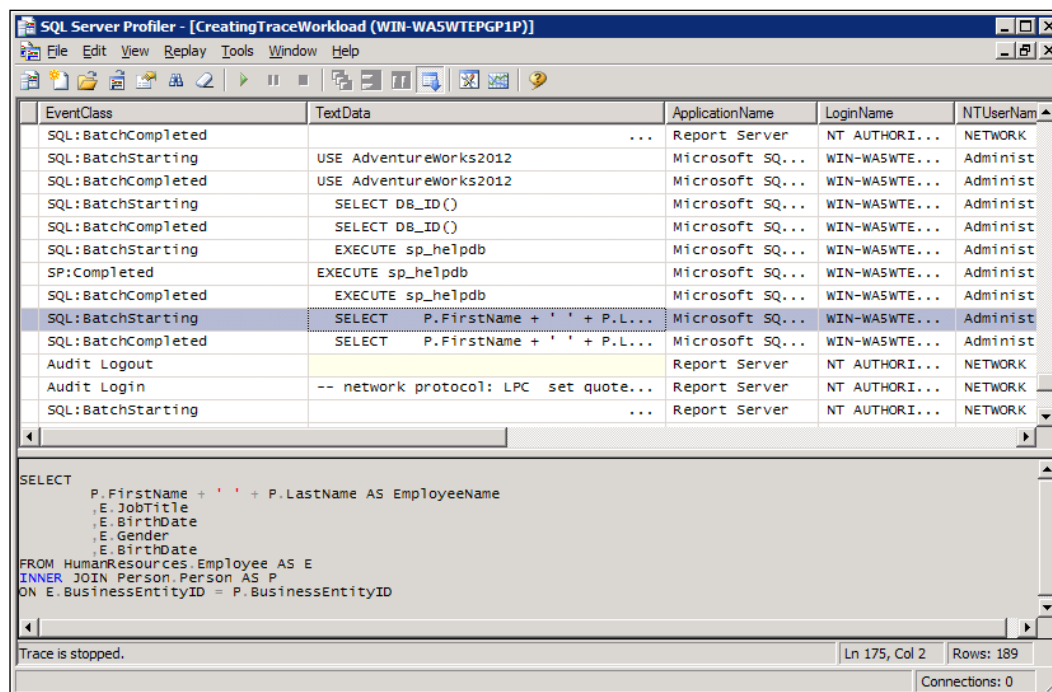 SQL Server Profiler - [CreatingTraceWorkload (WIN-WA5WTEPGP1P)]
File Edit View Replay Tools Window Help
EventClass TextData ApplicationName LoginName NTUserNam
SQL:BatchCompleted ... Report Server NT AUTHORI... NETWORK
SQL:BatchStarting USE AdventureWorks2012 Microsoft SQ... WIN-WA5WTE... Administ
SQL:BatchCompleted USE AdventureWorks2012 Microsoft SQ... WIN-WA5WTE... Administ
SQL:BatchStarting SELECT DB_ID() Microsoft SQ... WIN-WA5WTE... Administ
SQL:BatchCompleted SELECT DB_ID() Microsoft SQ... WIN-WA5WTE... Administ
SQL:BatchStarting EXECUTE sp_helpdb Microsoft SQ... WIN-WA5WTE... Administ
SP:Completed EXECUTE sp_helpdb Microsoft SQ... WIN-WA5WTE... Administ
SQL:BatchCompleted EXECUTE sp_helpdb Microsoft SQ... WIN-WA5WTE... Administ
SQL:BatchStarting SELECT P.FirstName + ' ' + P.L... Microsoft SQ... WIN-WA5WTE... Administ
SQL:BatchCompleted SELECT P.FirstName + ' ' + P.L... Microsoft SQ... WIN-WA5WTE... Administ
Audit Logout Report Server NT AUTHORI... NETWORK
Audit Login -- network protocol: LPC set quote... Report Server NT AUTHORI... NETWORK
SQL:BatchStarting ... Report Server NT AUTHORI... NETWORK
SELECT
P.FirstName + ' ' + P.LastName AS EmployeeName
,E.JobTitle
,E.BirthDate
,E.Gender
,E.BirthDate
FROM HumanResources.Employee AS E
INNER JOIN Person.Person AS P
ON E.BusinessEntityID = P.BusinessEntityID
Trace is stopped. Ln 175, Col 2 Rows: 189
Connections: 0